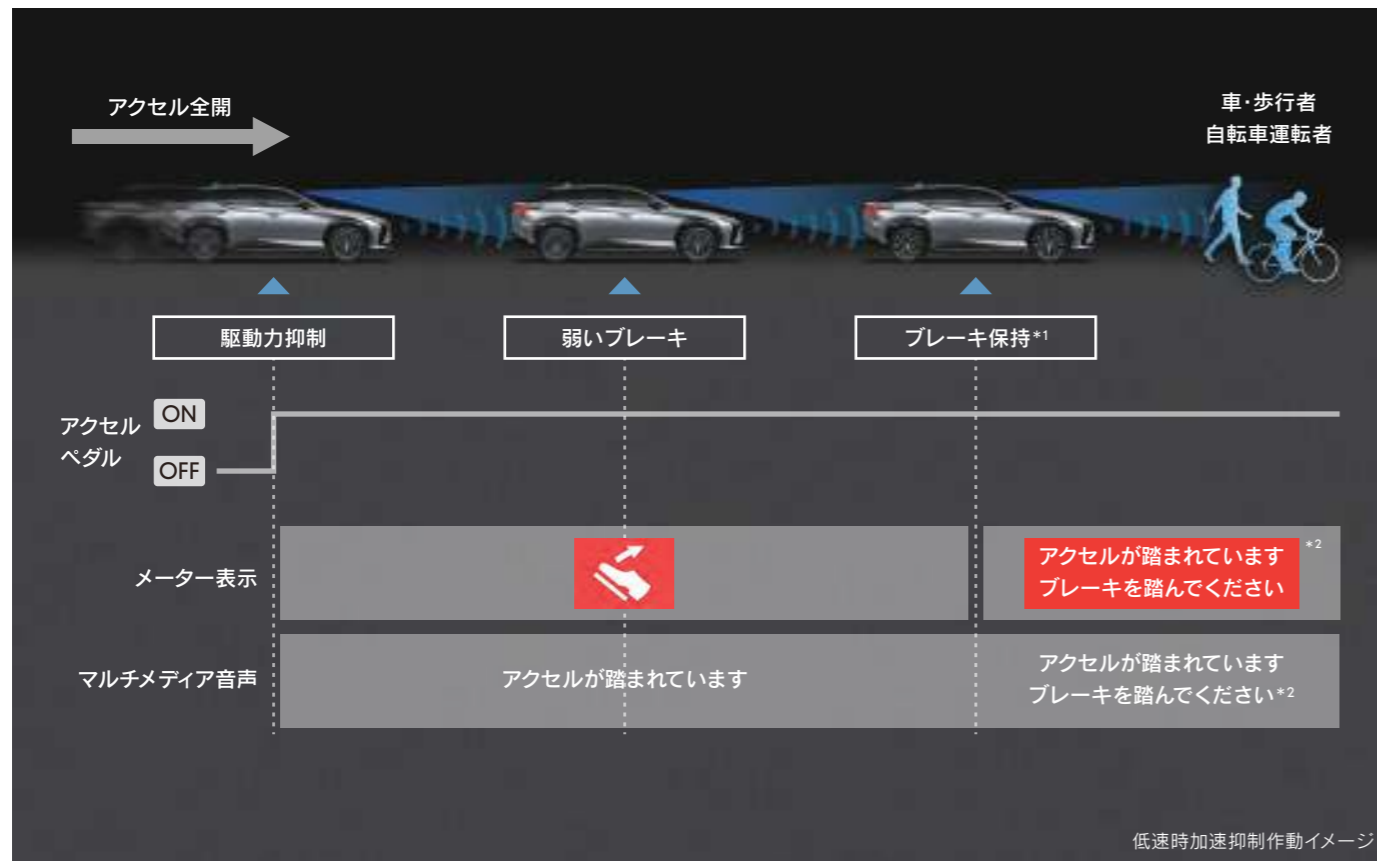 アクセル全開
車・歩行者
自転車運転者
駆動力抑制
弱いブレーキ
ブレーキ保持*1
アクセル
ペダル
ON
OFF
メーター表示
アクセルが踏まれています
ブレーキを踏んでください
*2
マルチメディア音声
アクセルが踏まれています
アクセルが踏まれています
ブレーキを踏んでください*2
低速時加速抑制作動イメージ